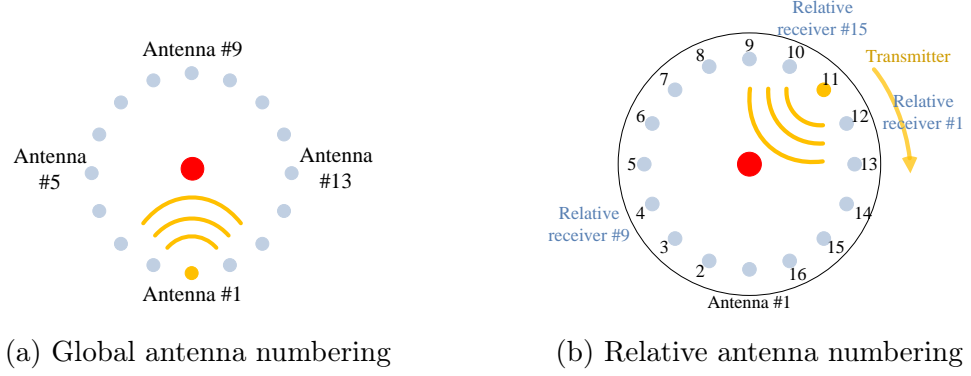 Antenna #9
Antenna
#5
Antenna
#13
Antenna #1
(a) Global antenna numbering
Relative
receiver #15
9
8
10
Transmitter
7
11
Relative
receiver #1
6
12
5
13
4
14
Relative
receiver #9
3
15
2
16
Antenna #1
(b) Relative antenna numbering